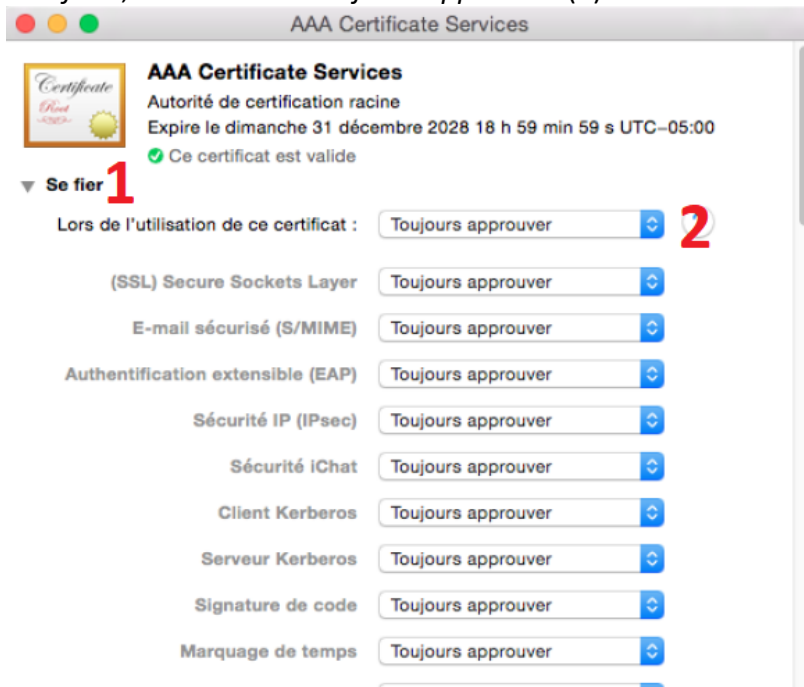 AAA Certificate Services
Certificate
Root
AAA Certificate Services
Autorité de certification racine
Expire le dimanche 31 décembre 2028 18 h 59 min 59 s UTC−05:00
Ce certificat est valide
Se fier 1
Lors de l'utilisation de ce certificat : Toujours approuver 2
(SSL) Secure Sockets Layer Toujours approuver
E-mail sécurisé (S/MIME) Toujours approuver
Authentification extensible (EAP) Toujours approuver
Sécurité IP (IPsec) Toujours approuver
Sécurité iChat Toujours approuver
Client Kerberos Toujours approuver
Serveur Kerberos Toujours approuver
Signature de code Toujours approuver
Marquage de temps Toujours approuver